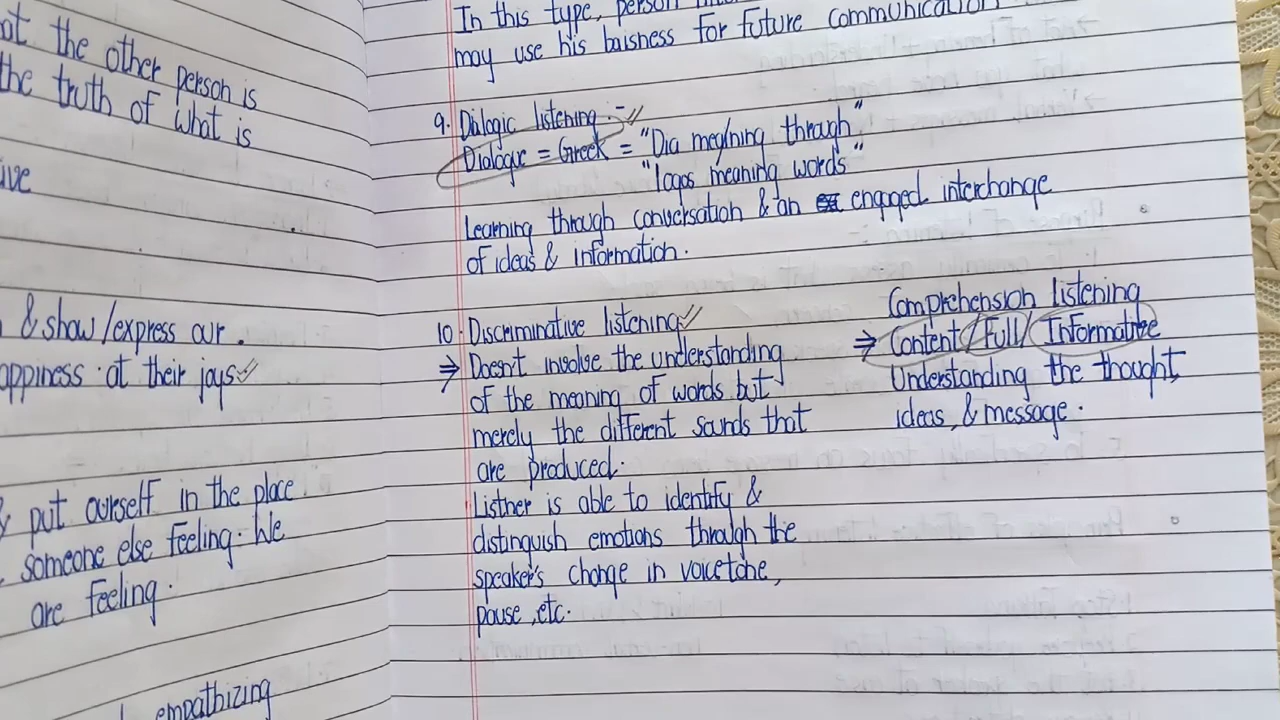 ot the other person is
the truth of what is
ive
& show/express our.
appiness at their joys
put ourself in the place
someone else feeling. We
are feeling.
empathizing
In this type, person
may use his baisness for future communication
9. Dialogic listening :-
Dialogue = Greek = "Dia meaning through"
"logos meaning words"
Learning through conversation & an engaged interchange
of ideas & information.
10. Discriminative listening
⇒ Doesn't involve the understanding
of the meaning of words but
merely the different sounds that
are produced.
Listner is able to identify &
distinguish emotions through the
speaker's change in voicetone,
pause, etc.
Comprehension listening
⇒ Content/Full/Informative
Understanding the thought,
ideas, & message.